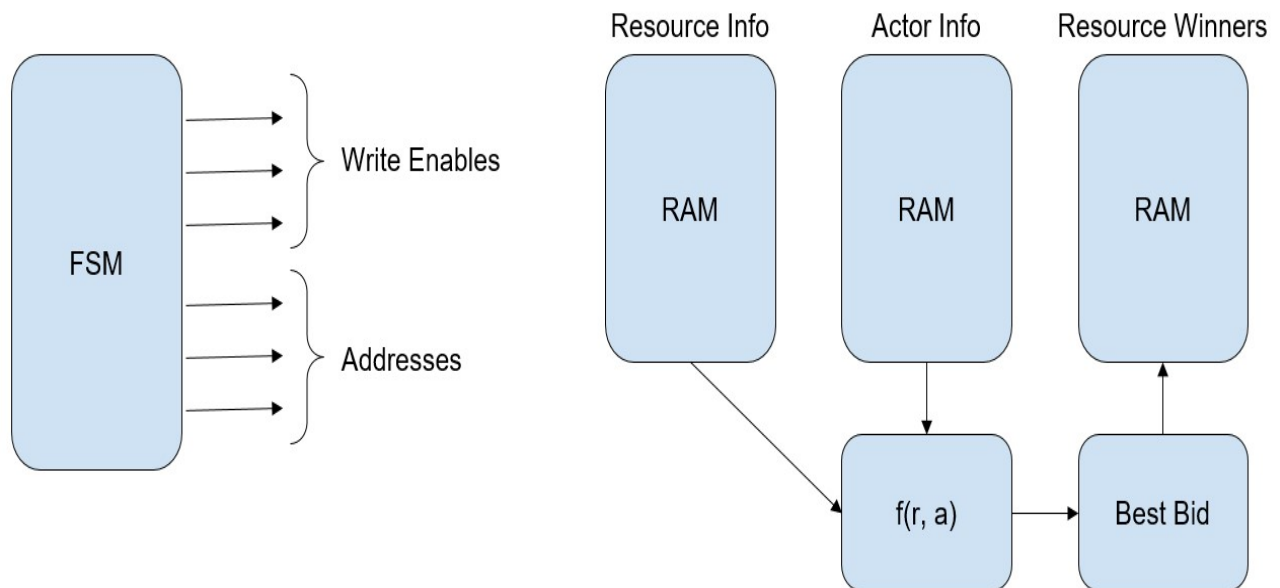 Resource Info
Actor Info
Resource Winners
FSM
Write Enables
Addresses
RAM
RAM
RAM
f(r, a)
Best Bid